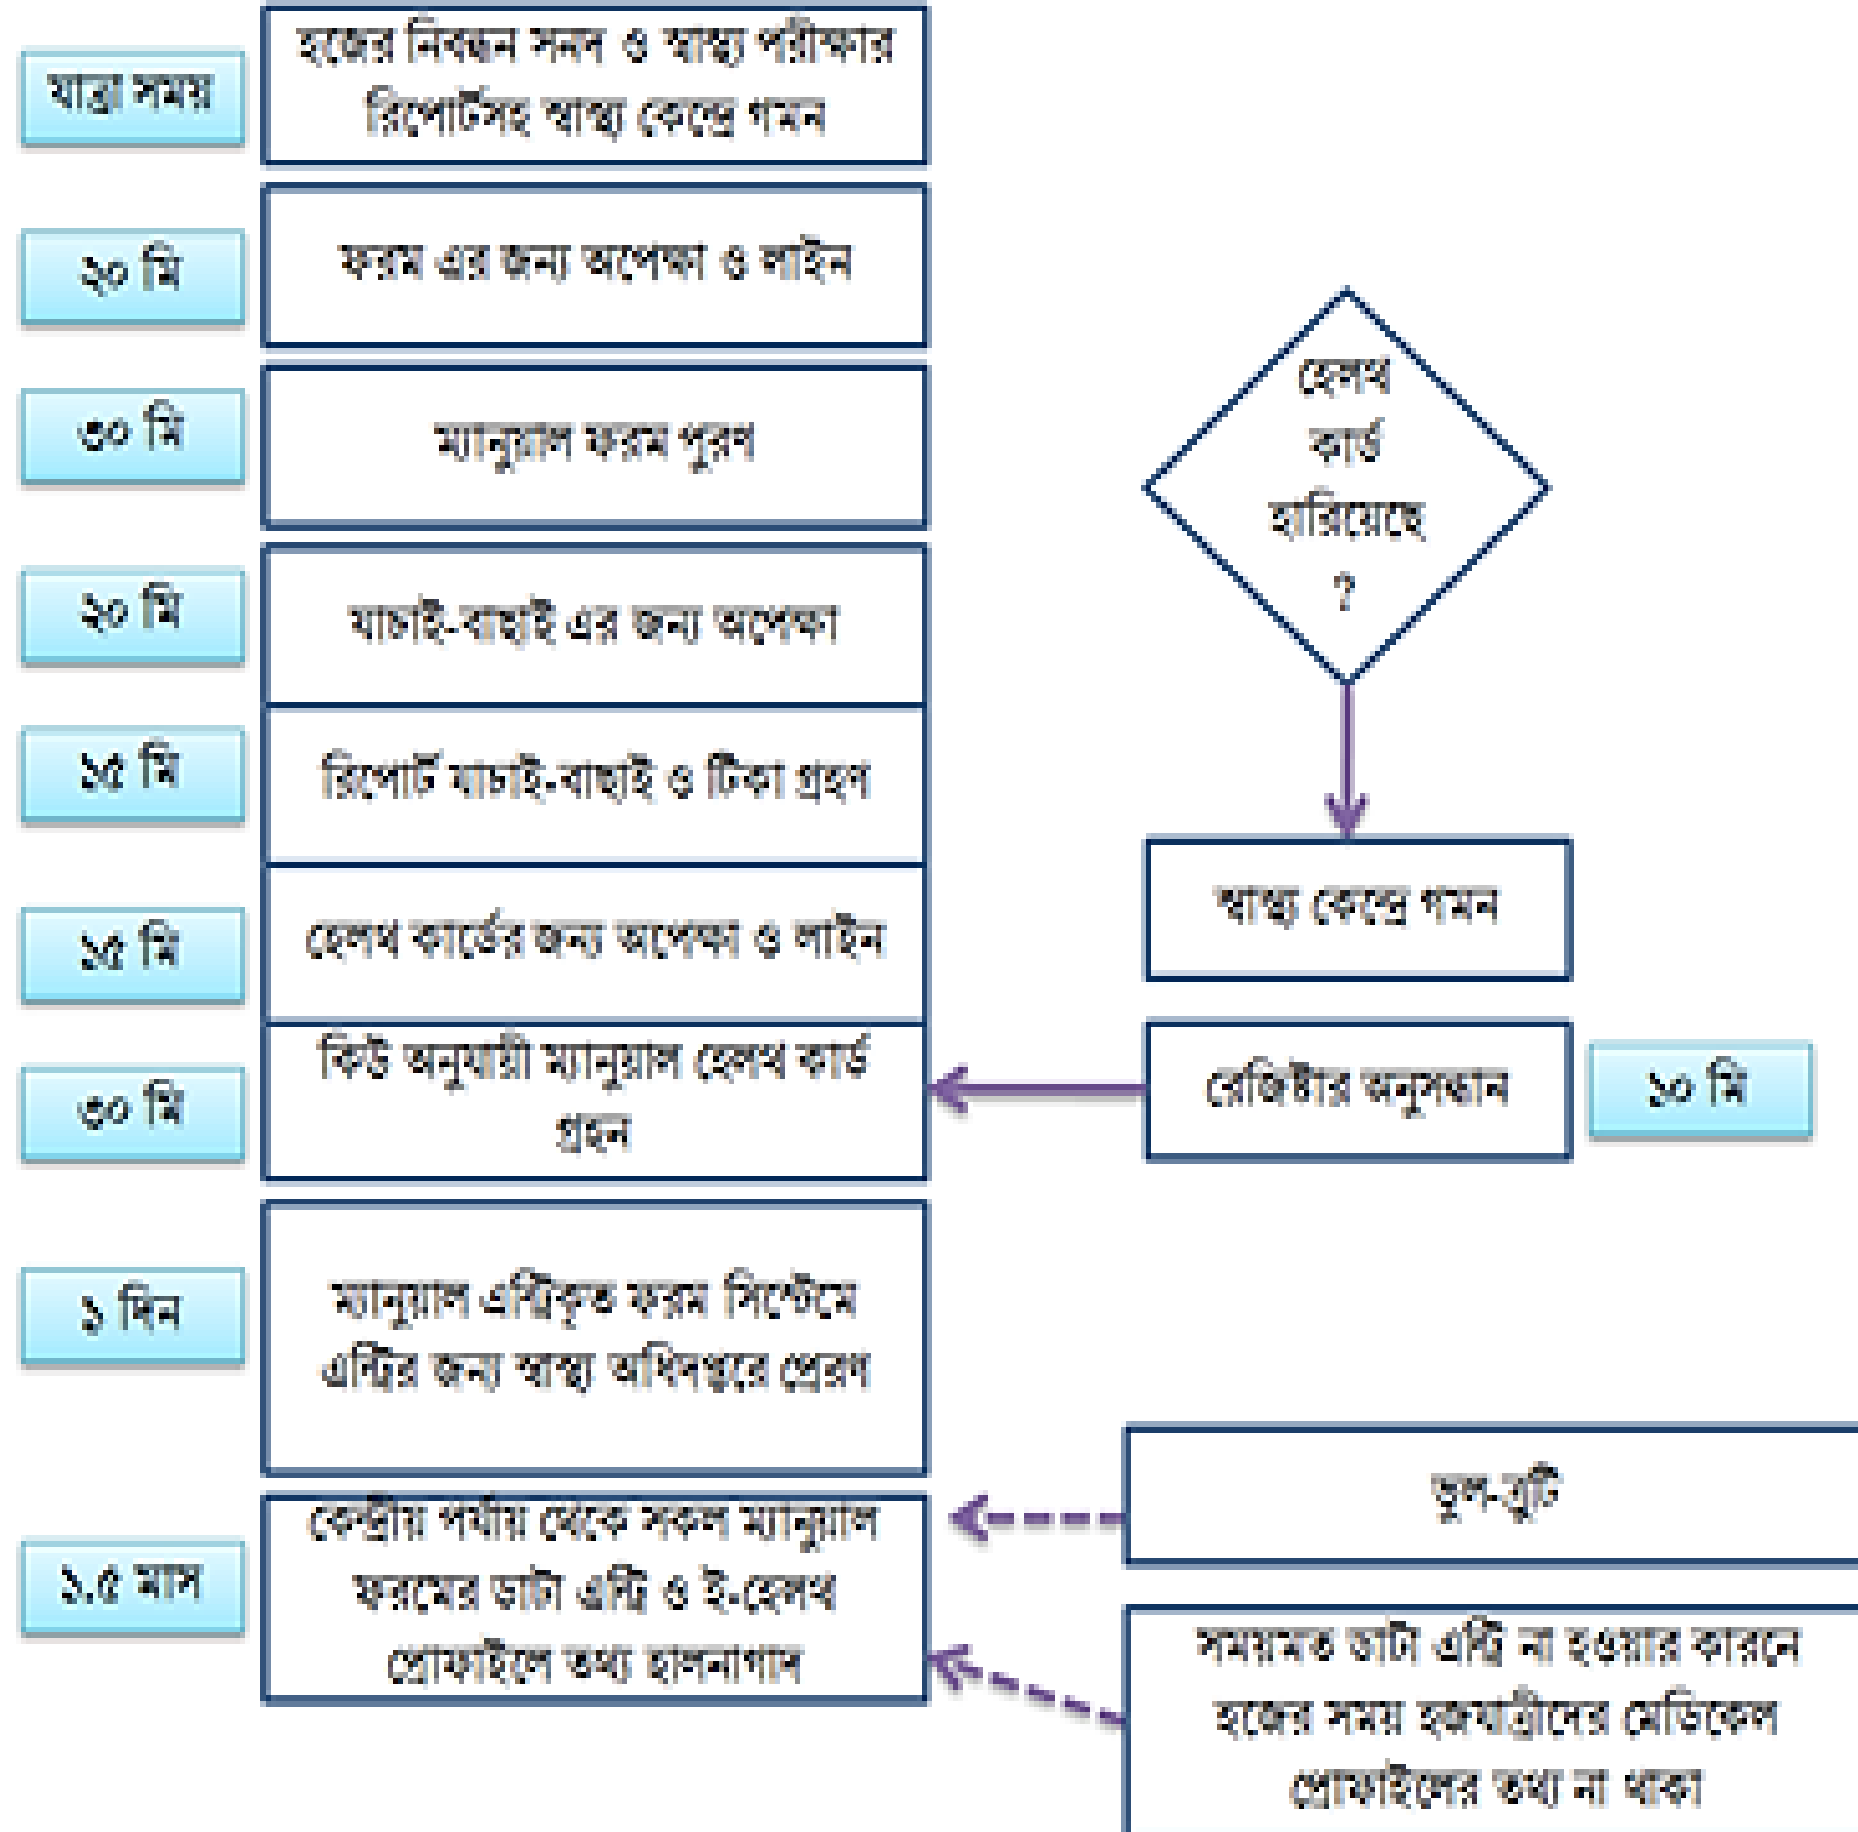 যাত্রা সময়
হজের নিবন্ধন সনদ ও স্বাস্থ্য পরীক্ষার
রিপোর্টসহ স্বাস্থ্য কেন্দ্রে গমন
২০ মি
ফরম এর জন্য অপেক্ষা ও লাইন
৩০ মি
ম্যানুয়াল ফরম পুরণ
২০ মি
যাচাই-বাছাই এর জন্য অপেক্ষা
১৫ মি
রিপোর্ট যাচাই-বাছাই ও টিকা গ্রহণ
১৫ মি
হেলথ কার্ডের জন্য অপেক্ষা ও লাইন
৩০ মি
কিউ অনুযায়ী ম্যানুয়াল হেলথ কার্ড
গ্রহন
১ দিন
ম্যানুয়াল এন্ট্রিকৃত ফরম সিস্টেমে
এন্ট্রির জন্য স্বাস্থ্য অধিদপ্তরে প্রেরণ
১.৫ মাস
কেন্দ্রীয় পর্যায় থেকে সকল ম্যানুয়াল
ফরমের ডাটা এন্ট্রি ও ই-হেলথ
প্রোফাইলে তথ্য হালনাগাদ
হেলথ
কার্ড
হারিয়েছে
?
স্বাস্থ্য কেন্দ্রে গমন
রেজিষ্টার অনুসন্ধান
১০ মি
ভুল-ত্রুটি
সময়মত ডাটা এন্ট্রি না হওয়ার কারনে
হজের সময় হজযাত্রীদের মেডিকেল
প্রোফাইলের তথ্য না থাকা